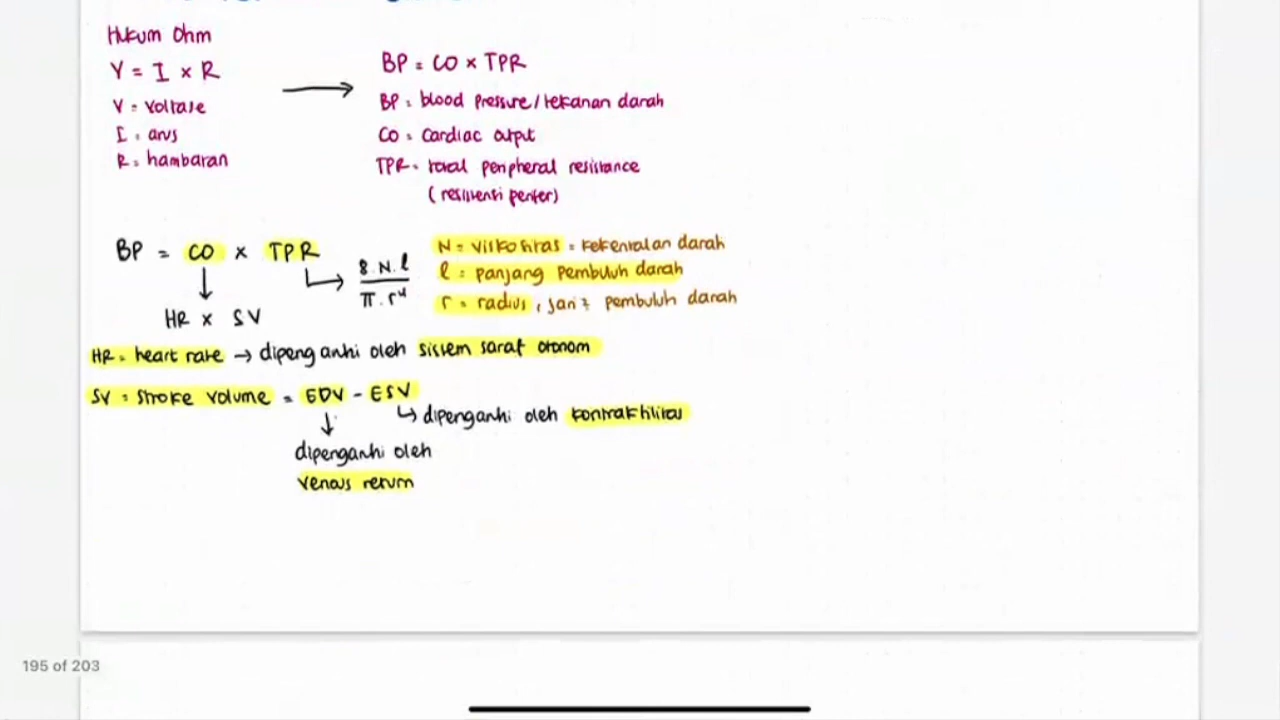 Hukum Ohm
V = I × R
V = voltase
I = arus
R = hambatan
BP = CO × TPR
BP = blood pressure/tekanan darah
CO = cardiac output
TPR = total peripheral resistance
(resistensi perifer)
BP = CO × TPR
HR × SV
8.N.l
π.r⁴
N = viskositas = kekentalan darah
l = panjang pembuluh darah
r = radius, jari² pembuluh darah
HR = heart rate → dipengaruhi oleh sistem saraf otonom
SV = stroke volume = EDV - ESV
↳ dipengaruhi oleh kontraktilitas
dipengaruhi oleh
venous return
195 of 203